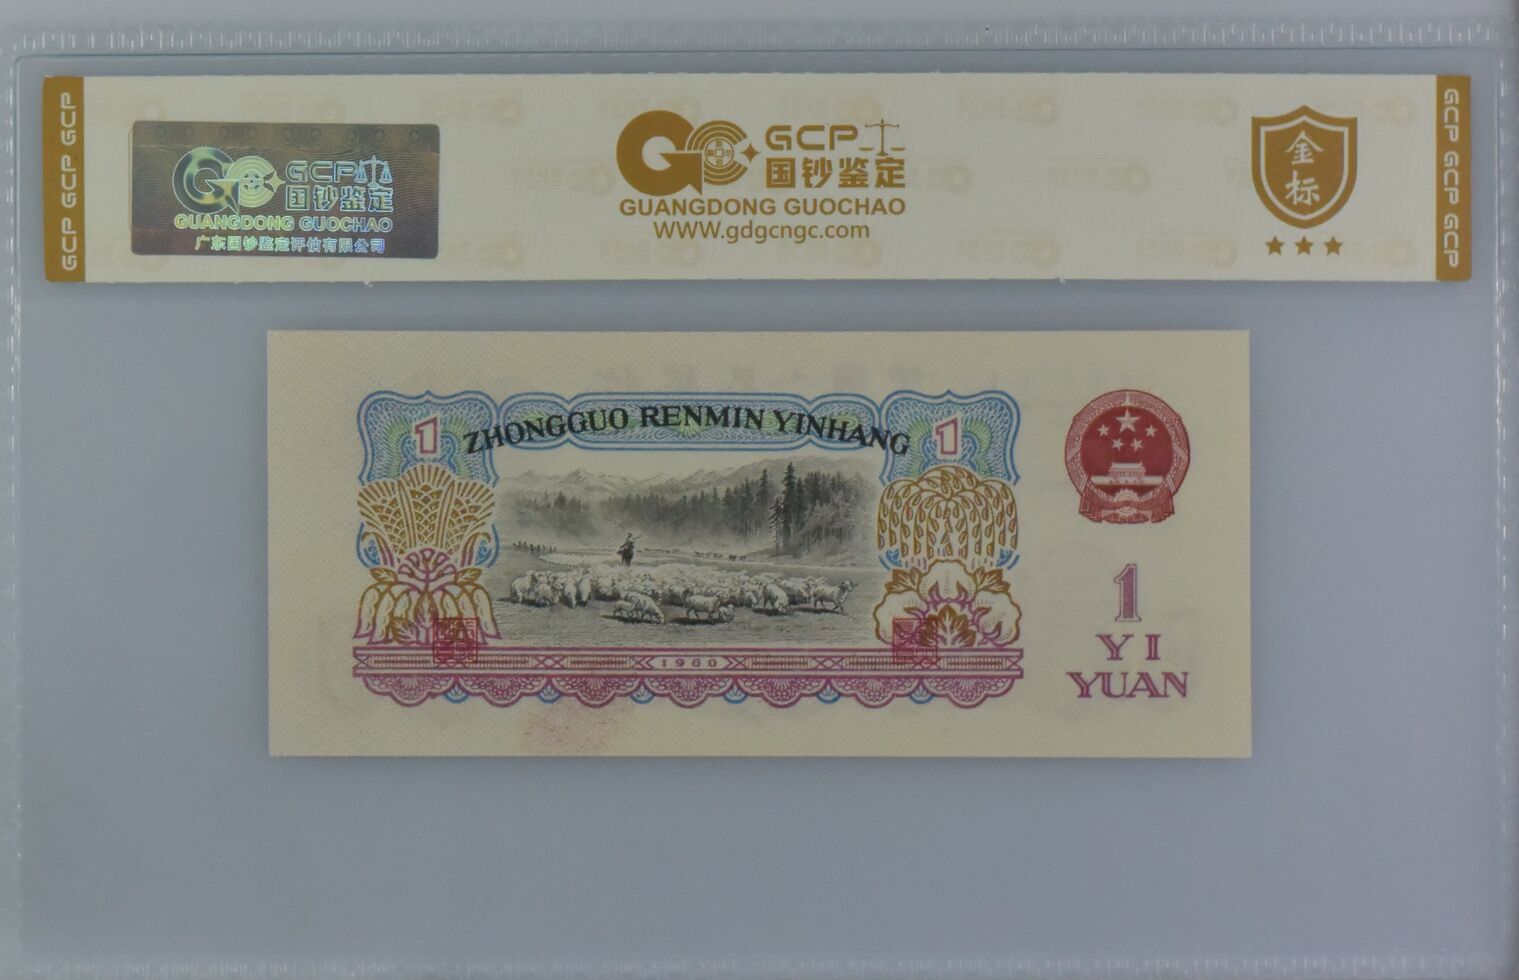 GCP GCP GCP
GCP
国钞鉴定
GUANGDONG GUOCHAO
广东国钞鉴定评估有限公司
GCP
国钞鉴定
GUANGDONG GUOCHAO
WWW.gdgcngc.com
金标
GCP GCP GCP
1
ZHONGGUO RENMIN YINHANG
1
1960
1
YI
YUAN